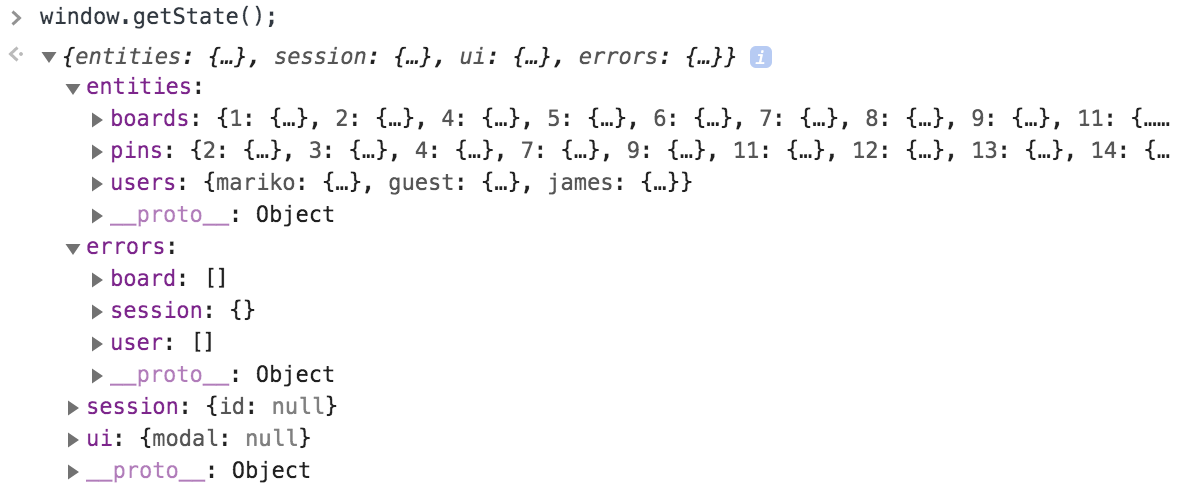 > window.getState();
{entities: {…}, session: {…}, ui: {…}, errors: {…}} i
entities:
boards: {1: {…}, 2: {…}, 4: {…}, 5: {…}, 6: {…}, 7: {…}, 8: {…}, 9: {…}, 11: {……
pins: {2: {…}, 3: {…}, 4: {…}, 7: {…}, 9: {…}, 11: {…}, 12: {…}, 13: {…}, 14: {…
users: {mariko: {…}, guest: {…}, james: {…}}
__proto__: Object
errors:
board: []
session: {}
user: []
__proto__: Object
session: {id: null}
ui: {modal: null}
__proto__: Object